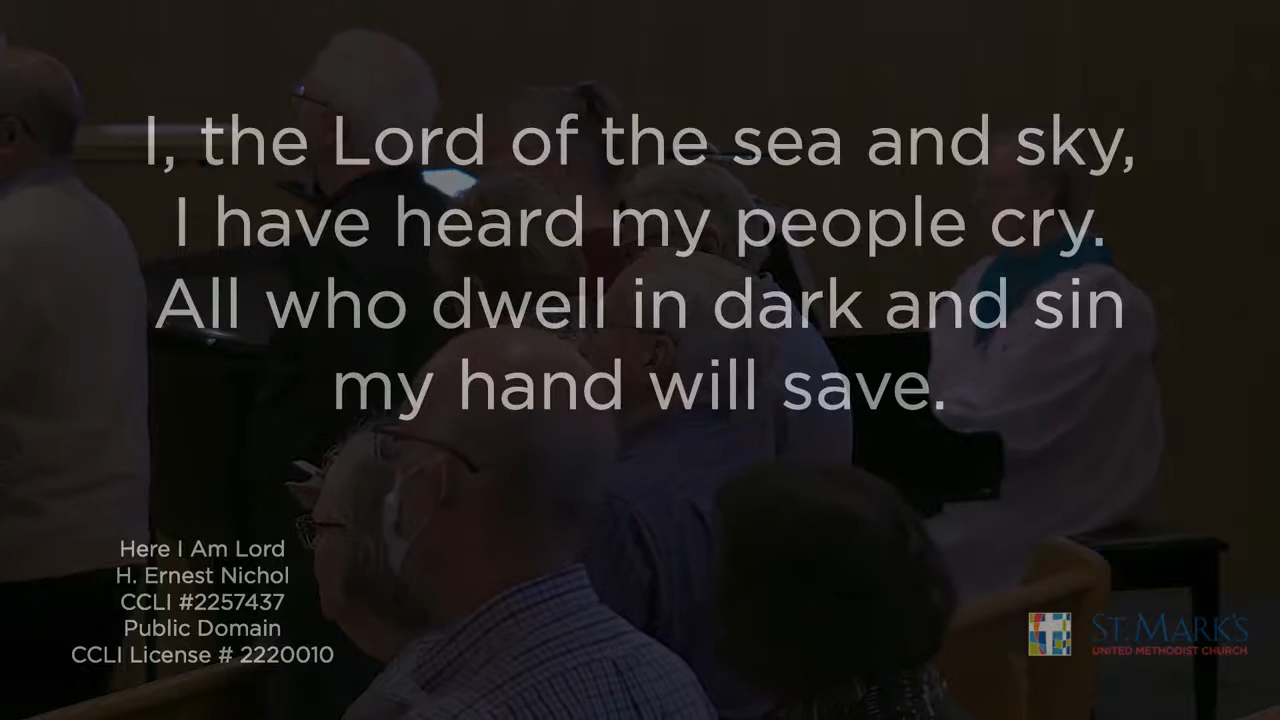 I, the Lord of the sea and sky,
I have heard my people cry.
All who dwell in dark and sin
my hand will save.
Here I Am Lord
H. Ernest Nichol
CCLI #2257437
Public Domain
CCLI License # 2220010
ST. MARK'S
UNITED METHODIST CHURCH